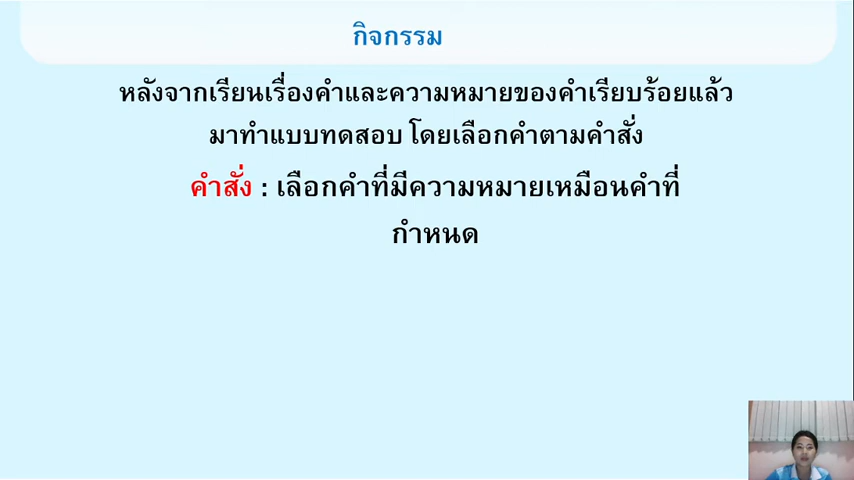 กิจกรรม
หลังจากเรียนเรื่องคำและความหมายของคำเรียบร้อยแล้ว
มาทำแบบทดสอบ โดยเลือกคำตามคำสั่ง
คำสั่ง : เลือกคำที่มีความหมายเหมือนคำที่
กำหนด